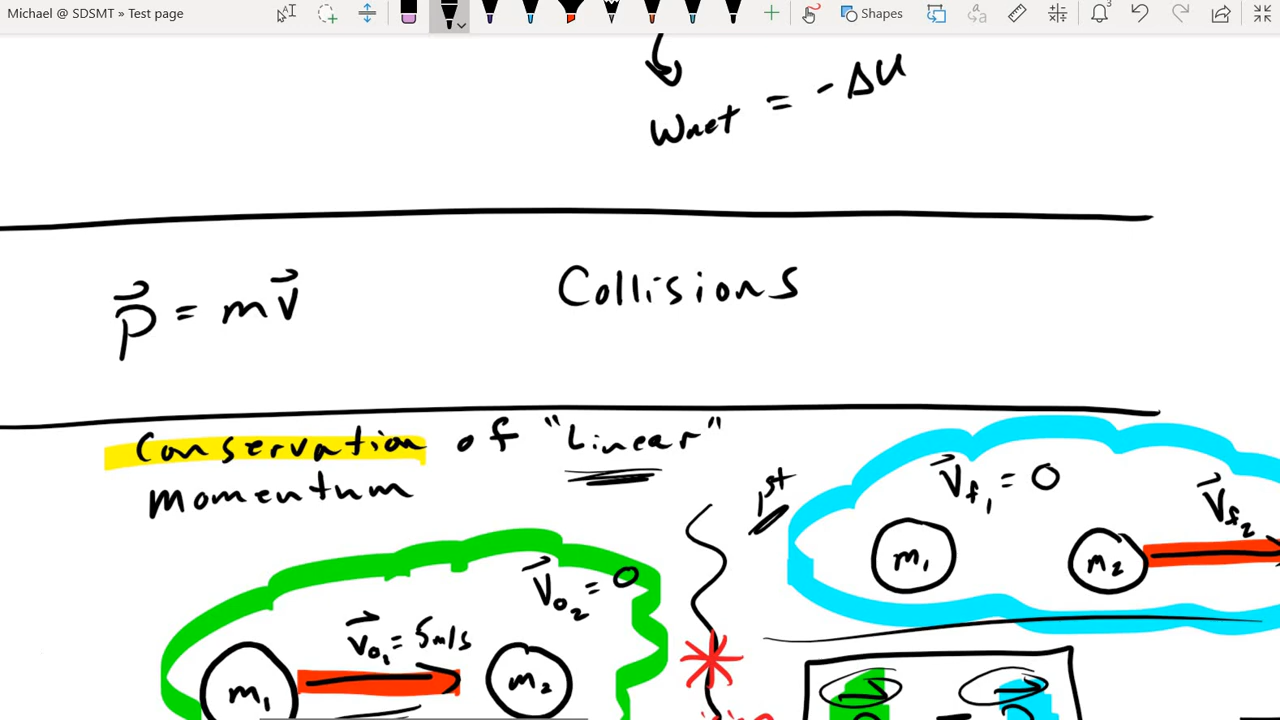 Michael @ SDSMT » Test page
Shapes
Wnet = -ΔU
p⃗ = mv⃗
Collisions
Conservation of "Linear"
momentum
1st
V⃗f₁ = 0
V⃗f₂
m₁
m₂
V⃗o₂ = 0
V⃗o₁ = 5m/s
m₁
m₂